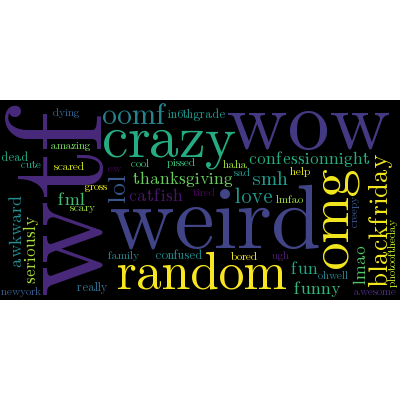 wtf
dying
oomf
in6thgrade
wow
amazing
crazy
dead
cute
scared
cool
pissed
haha
confessionnight
gross
ew
sad
help
thanksgiving
smh
fml
lol
catfish
tired
love
lmfao
scary
omg
creepy
blackfriday
photooftheday
awkward
seriously
weird
family
confused
bored
ugh
fun
ohwell
lmao
newyork
really
random
funny
awesome